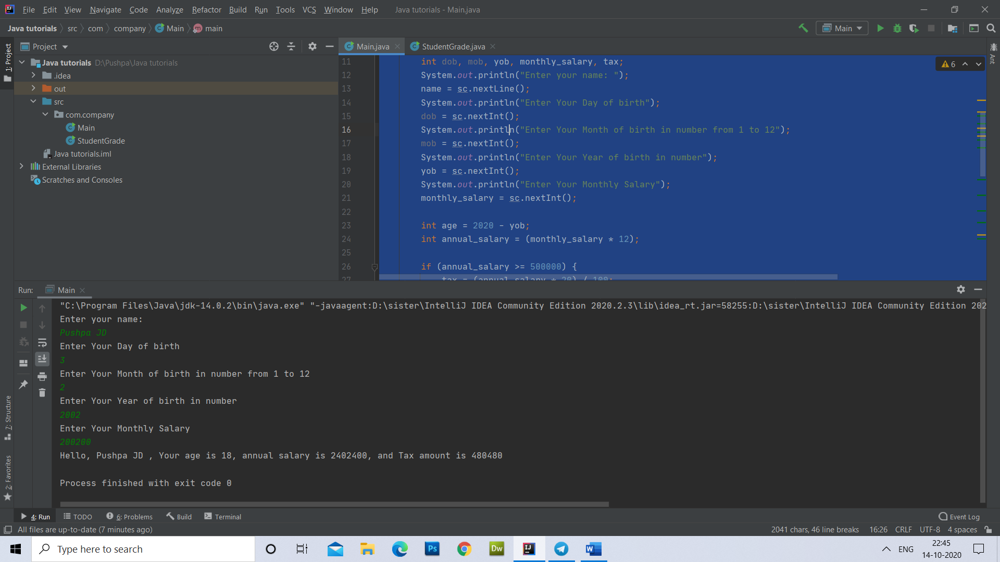 File Edit View Navigate Code Analyze Refactor Build Run Tools VCS Window Help Java tutorials - Main.java
Java tutorials src com company Main main
Main
Project
Main.java
StudentGrade.java
1: Project
Java tutorials D:\Pushpa\Java tutorials
.idea
out
src
com.company
Main
StudentGrade
Java tutorials.iml
External Libraries
Scratches and Consoles
Ant
6
11 int dob, mob, yob, monthly_salary, tax;
12 System.out.println("Enter your name: ");
13 name = sc.nextLine();
14 System.out.println("Enter Your Day of birth");
15 dob = sc.nextInt();
16 System.out.println("Enter Your Month of birth in number from 1 to 12");
17 mob = sc.nextInt();
18 System.out.println("Enter Your Year of birth in number");
19 yob = sc.nextInt();
20 System.out.println("Enter Your Monthly Salary");
21 monthly_salary = sc.nextInt();
22
23 int age = 2020 - yob;
24 int annual_salary = (monthly_salary * 12);
25
26 if (annual_salary >= 500000) {
27 tax = (annual_salary * 20) / 100;
Run: Main
"C:\Program Files\Java\jdk-14.0.2\bin\java.exe" "-javaagent:D:\sister\IntelliJ IDEA Community Edition 2020.2.3\lib\idea_rt.jar=58255:D:\sister\IntelliJ IDEA Community Edition 202
Enter your name:
Pushpa JD
Enter Your Day of birth
3
Enter Your Month of birth in number from 1 to 12
2
Enter Your Year of birth in number
2002
Enter Your Monthly Salary
200200
Hello, Pushpa JD , Your age is 18, annual salary is 2402400, and Tax amount is 480480
Process finished with exit code 0
7: Structure
2: Favorites
4: Run TODO 6: Problems Build Terminal Event Log
All files are up-to-date (7 minutes ago) 2041 chars, 46 line breaks 16:26 CRLF UTF-8 4 spaces
Type here to search
Ps
Dw
IJ
W
ENG
22:45
14-10-2020